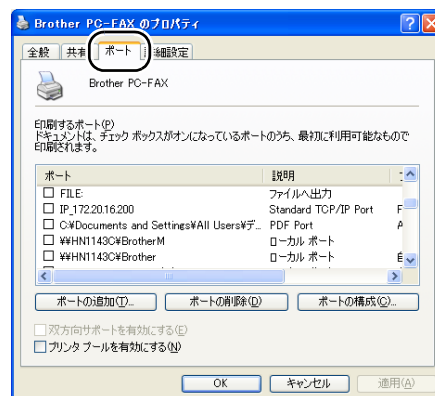 Brother PC-FAX のプロパティ
全般 共有 ポート 詳細設定
Brother PC-FAX
印刷するポート(P)
ドキュメントは、チェック ボックスがオンになっているポートのうち、最初に利用可能なもので
印刷されます。
ポート 説明
FILE: ファイルへ出力
IP_172.20.16.200 Standard TCP/IP Port F
C:¥Documents and Settings¥All Users¥デ... PDF Port A
¥¥HN1143C¥BrotherM ローカル ポート
¥¥HN1143C¥Brother ローカル ポート
ポートの追加(T)... ポートの削除(D) ポートの構成(C)...
双方向サポートを有効にする(E)
プリンタ プールを有効にする(N)
OK キャンセル 適用(A)